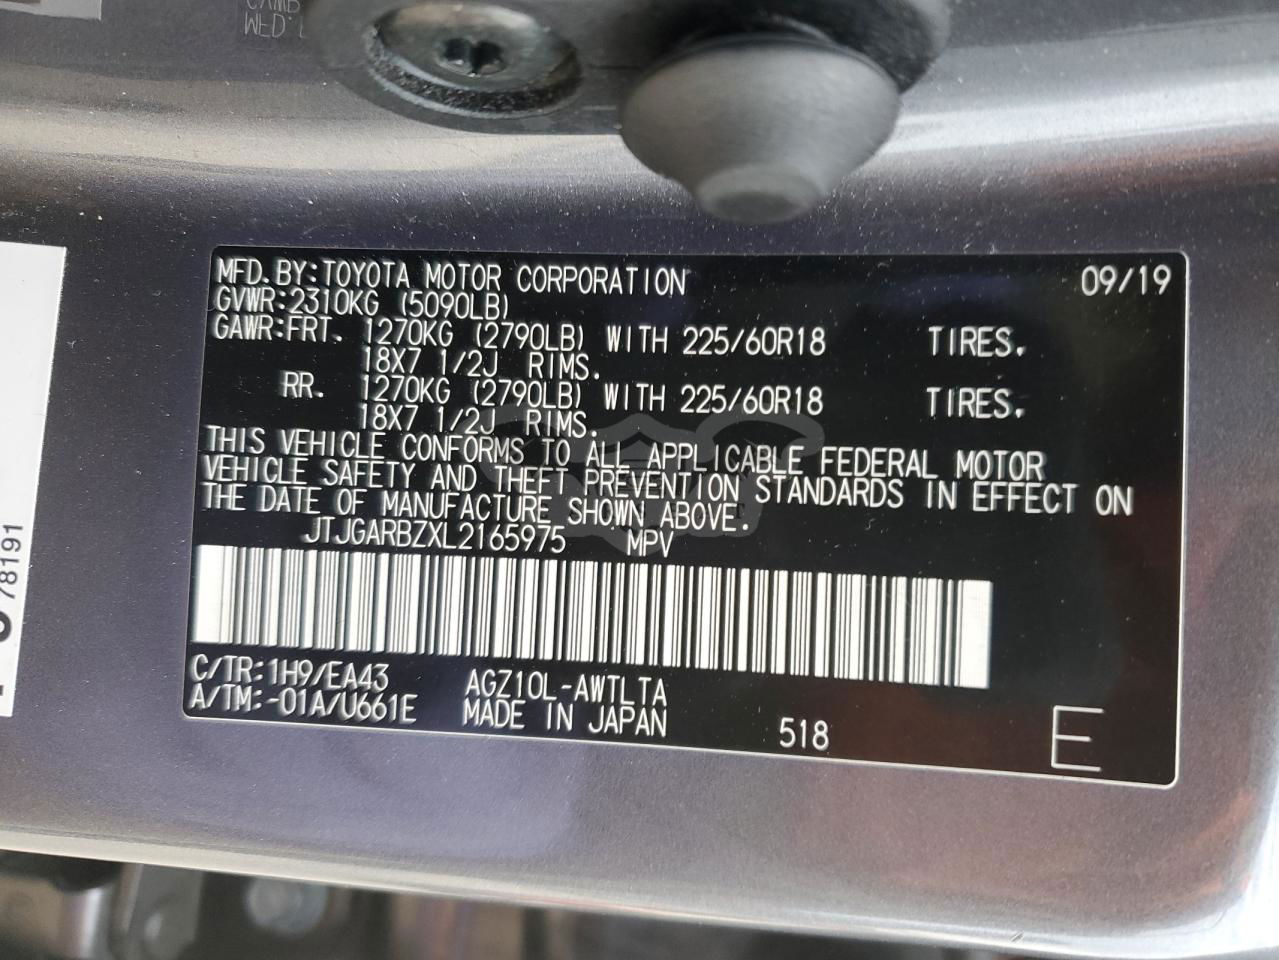 WED
MFD.BY:TOYOTA MOTOR CORPORATION 09/19
GVWR:2310KG (5090LB)
GAWR:FRT. 1270KG (2790LB) WITH 225/60R18 TIRES.
18X7 1/2J RIMS.
RR. 1270KG (2790LB) WITH 225/60R18 TIRES.
18X7 1/2J RIMS.
THIS VEHICLE CONFORMS TO ALL APPLICABLE FEDERAL MOTOR
VEHICLE SAFETY AND THEFT PREVENTION STANDARDS IN EFFECT ON
THE DATE OF MANUFACTURE SHOWN ABOVE.
JTJGARBZXL2165975 MPV
C/TR:1H9/EA43 AGZ10L-AWTLTA
A/TM:-01A/U661E MADE IN JAPAN 518 E
78191